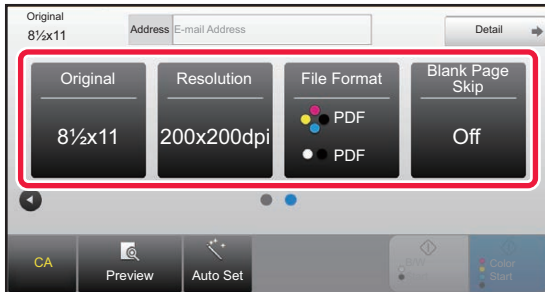 Original
8½x11
Address E-mail Address
Detail
Original
8½x11
Resolution
200x200dpi
File Format
PDF
PDF
Blank Page
Skip
Off
CA
Preview
Auto Set
B/W
Start
Color
Start